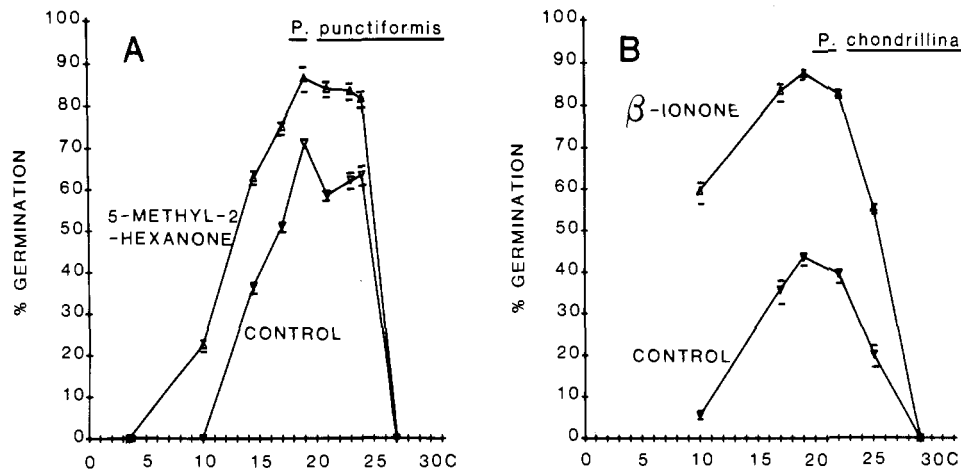 A
P. punctiformis
100
90
80
70
60
50
40
30
20
10
0
% GERMINATION
5-METHYL-2
-HEXANONE
CONTROL
0 5 10 15 20 25 30C
B
P. chondrillina
100
90
80
70
60
50
40
30
20
10
0
% GERMINATION
β-IONONE
CONTROL
0 5 10 15 20 25 30C